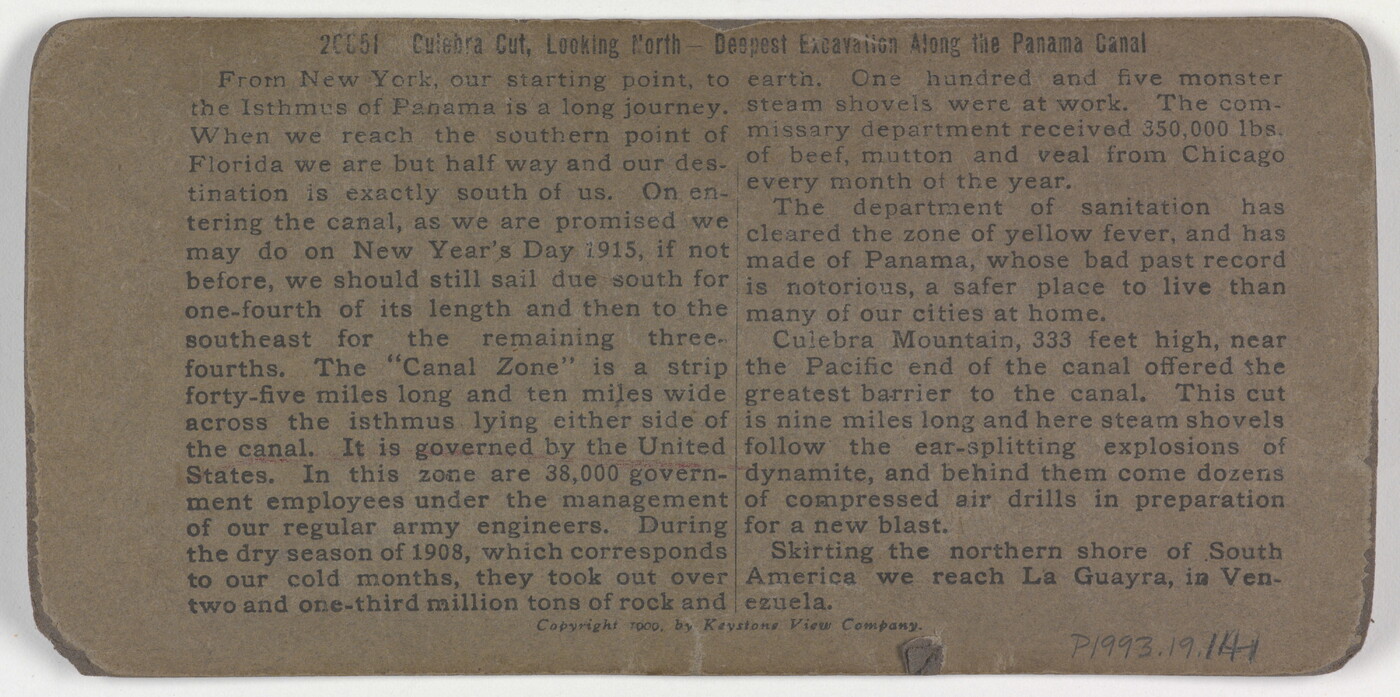 Culebra Cut, Looking North — Deepest Excavation Along the Panama Canal
From New York, our starting point, to
the Isthmus of Panama is a long journey.
When we reach the southern point of
Florida we are but half way and our des-
tination is exactly south of us. On en-
tering the canal, as we are promised we
may do on New Year's Day 1915, if not
before, we should still sail due south for
one-fourth of its length and then to the
southeast for the remaining three-
fourths. The "Canal Zone" is a strip
forty-five miles long and ten miles wide
across the isthmus lying either side of
the canal. It is governed by the United
States. In this zone are 38,000 govern-
ment employees under the management
of our regular army engineers. During
the dry season of 1908, which corresponds
to our cold months, they took out over
two and one-third million tons of rock and
earth. One hundred and five monster
steam shovels were at work. The com-
missary department received 350,000 lbs.
of beef, mutton and veal from Chicago
every month of the year.
The department of sanitation has
cleared the zone of yellow fever, and has
made of Panama, whose bad past record
is notorious, a safer place to live than
many of our cities at home.
Culebra Mountain, 333 feet high, near
the Pacific end of the canal offered the
greatest barrier to the canal. This cut
is nine miles long and here steam shovels
follow the ear-splitting explosions of
dynamite, and behind them come dozens
of compressed air drills in preparation
for a new blast.
Skirting the northern shore of South
America we reach La Guayra, in Ven-
ezuela.
Copyright by Keystone View Company.
P1993.19.141